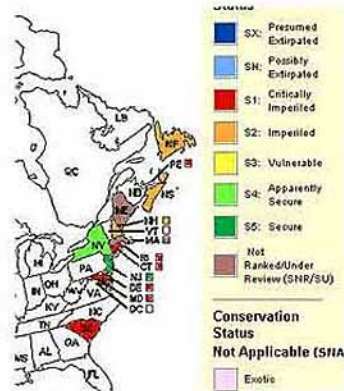 Status
SX: Presumed
Extirpated
SH: Possibly
Extirpated
S1: Critically
Imperiled
S2: Imperiled
S3: Vulnerable
S4: Apparently
Secure
S5: Secure
Not
Ranked/Under
Review (SNR/SU)
Conservation
Status
Not Applicable (SNA
Exotic
LB
NF
QC
PE
NB
NS
ME
NH
VT
MA
NY
RI
CT
MI
PA
NJ
OH
IN
DE
WV
MD
VA
KY
DC
NC
TN
SC
MS
AL
GA
FL